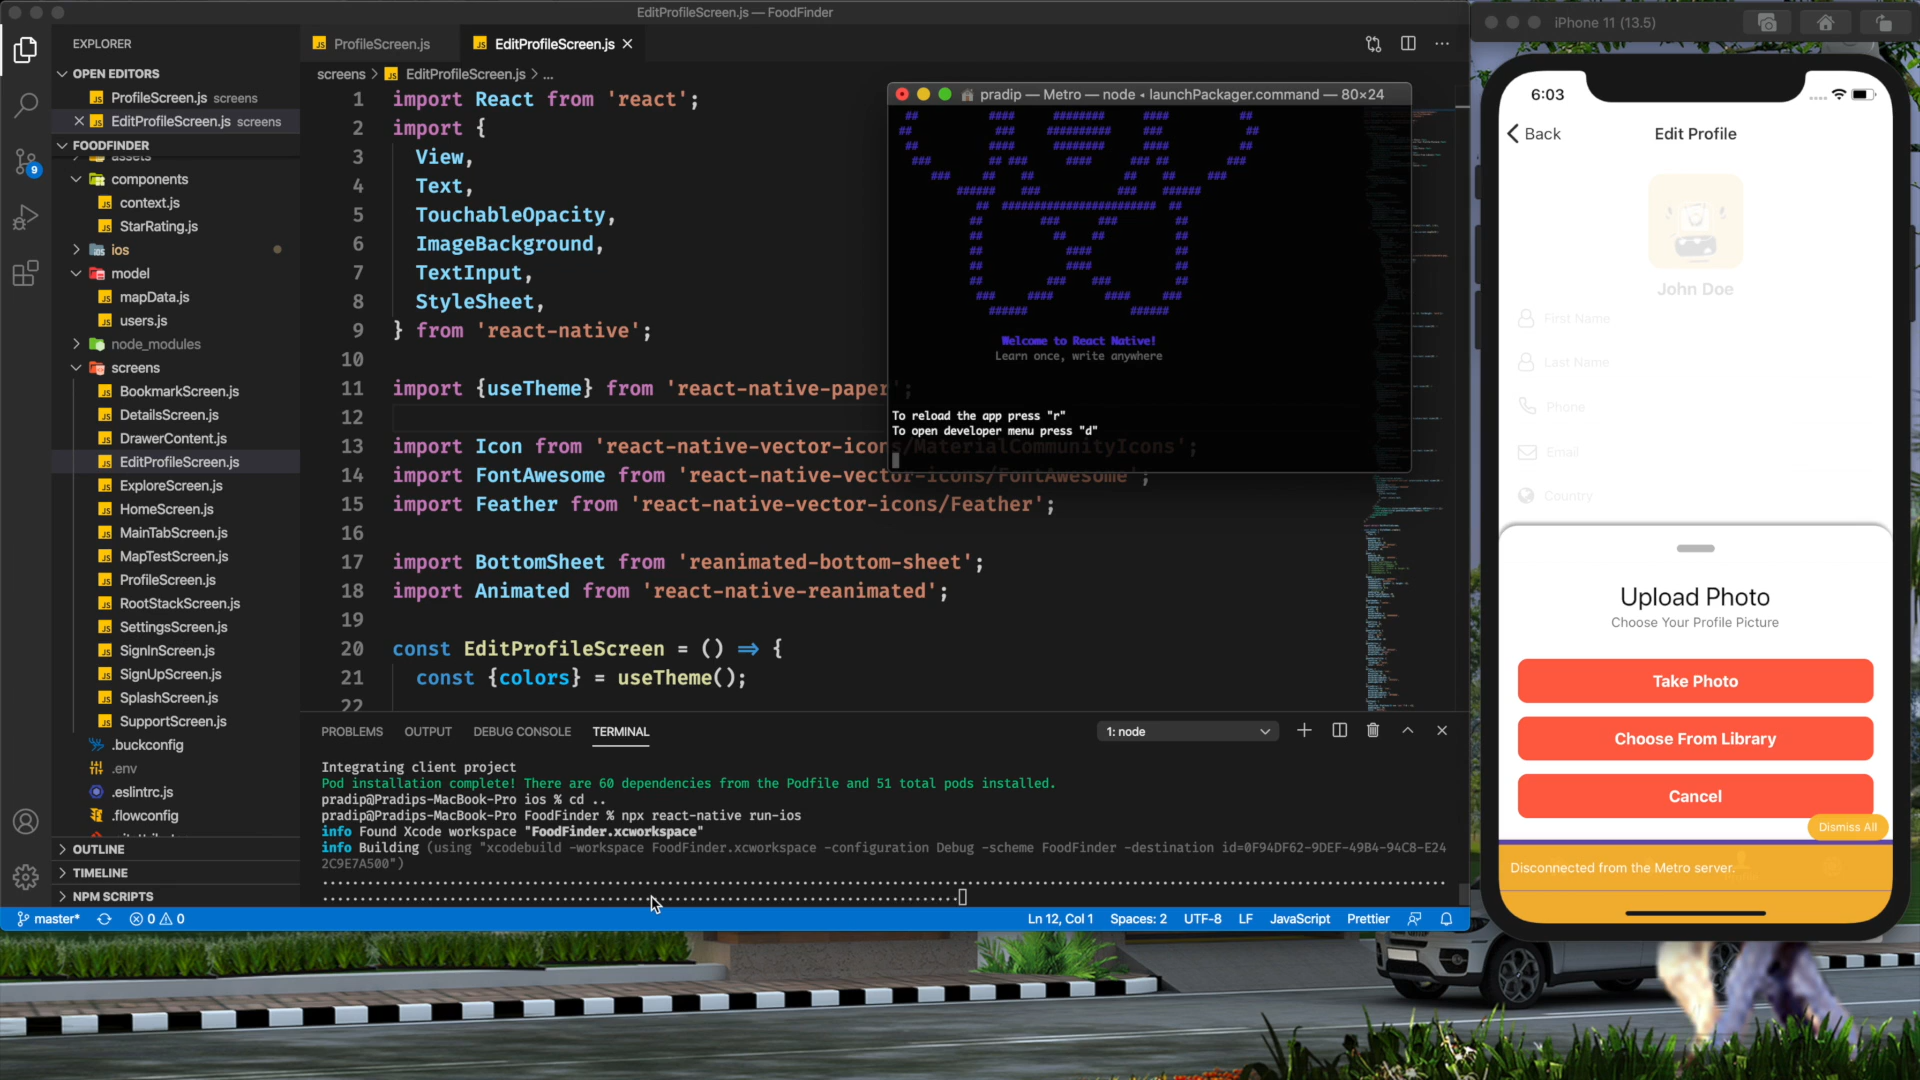 EditProfileScreen.js — FoodFinder
EXPLORER
OPEN EDITORS
ProfileScreen.js screens
EditProfileScreen.js screens
FOODFINDER
assets
components
context.js
StarRating.js
ios
model
mapData.js
users.js
node_modules
screens
BookmarkScreen.js
DetailsScreen.js
DrawerContent.js
EditProfileScreen.js
ExploreScreen.js
HomeScreen.js
MainTabScreen.js
MapTestScreen.js
ProfileScreen.js
RootStackScreen.js
SettingsScreen.js
SignInScreen.js
SignUpScreen.js
SplashScreen.js
SupportScreen.js
.buckconfig
.env
.eslintrc.js
.flowconfig
OUTLINE
TIMELINE
NPM SCRIPTS
9
ProfileScreen.js
EditProfileScreen.js
screens > EditProfileScreen.js > ...
1 import React from 'react';
2 import {
3 View,
4 Text,
5 TouchableOpacity,
6 ImageBackground,
7 TextInput,
8 StyleSheet,
9 } from 'react-native';
10
11 import {useTheme} from 'react-native-paper';
12
13 import Icon from 'react-native-vector-icons/MaterialCommunityIcons';
14 import FontAwesome from 'react-native-vector-icons/FontAwesome';
15 import Feather from 'react-native-vector-icons/Feather';
16
17 import BottomSheet from 'reanimated-bottom-sheet';
18 import Animated from 'react-native-reanimated';
19
20 const EditProfileScreen = () => {
21 const {colors} = useTheme();
22
pradip — Metro — node ◂ launchPackager.command — 80×24
Welcome to React Native!
Learn once, write anywhere
To reload the app press "r"
To open developer menu press "d"
PROBLEMS OUTPUT DEBUG CONSOLE TERMINAL
1: node
Integrating client project
Pod installation complete! There are 60 dependencies from the Podfile and 51 total pods installed.
pradip@Pradips-MacBook-Pro ios % cd ..
pradip@Pradips-MacBook-Pro FoodFinder % npx react-native run-ios
info Found Xcode workspace "FoodFinder.xcworkspace"
info Building (using "xcodebuild -workspace FoodFinder.xcworkspace -configuration Debug -scheme FoodFinder -destination id=0F94DF62-9DEF-49B4-94C8-E24
2C9E7A500")
master* 0 0
Ln 12, Col 1 Spaces: 2 UTF-8 LF JavaScript Prettier
iPhone 11 (13.5)
6:03
Back
Edit Profile
John Doe
First Name
Last Name
Phone
Email
Country
Upload Photo
Choose Your Profile Picture
Take Photo
Choose From Library
Cancel
Dismiss All
Disconnected from the Metro server.